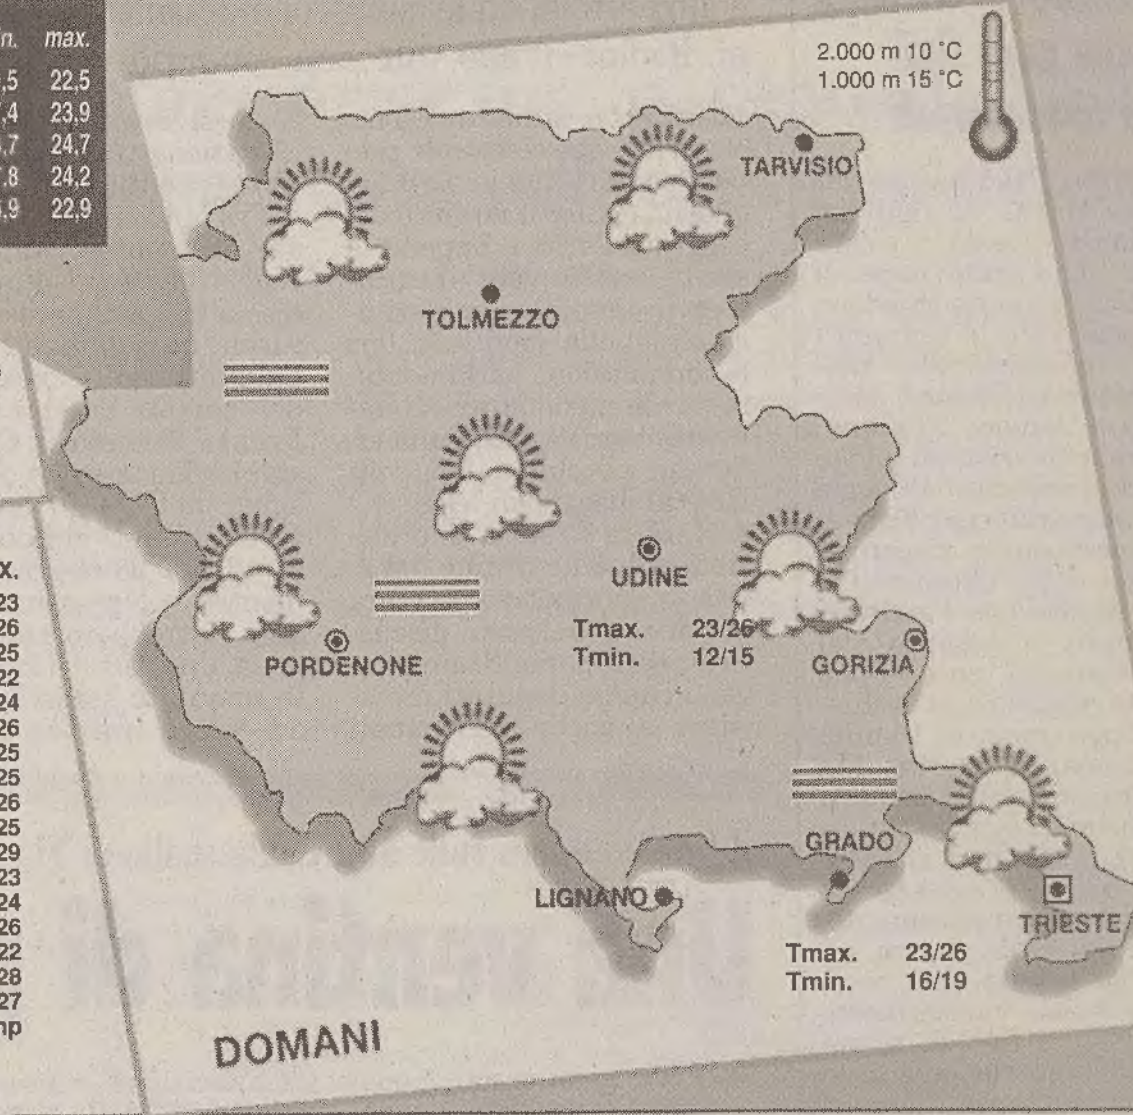 max.
22,5
23,9
24,7
24,2
22,9
2.000 m 10 °C
1.000 m 15 °C
TARVISIO
TOLMEZZO
UDINE
Tmax. 23/26
Tmin. 12/15
PORDENONE
GORIZIA
23
26
25
22
24
26
25
25
26
25
29
23
24
26
22
28
27
GRADO
LIGNANO
TRIESTE
Tmax. 23/26
Tmin. 16/19
DOMANI